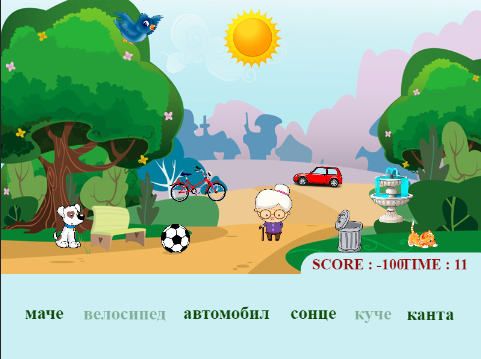 SCORE : -100TIME : 11
маче велосипед автомобил сонце куче канта